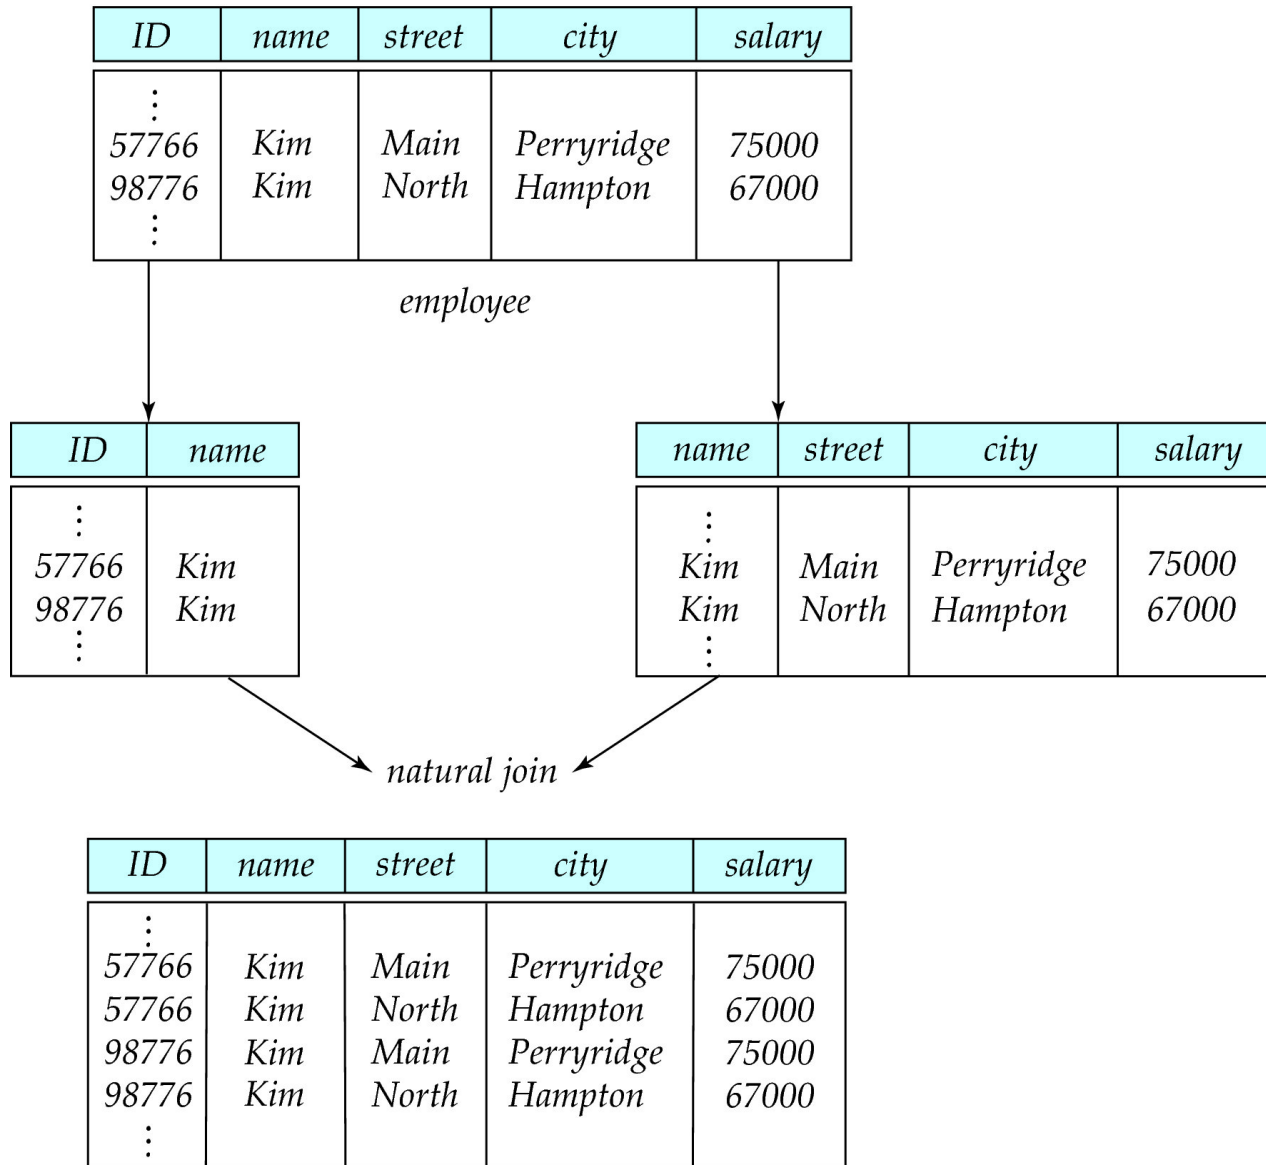 ID name street city salary
⋮
57766 Kim Main Perryridge 75000
98776 Kim North Hampton 67000
⋮
employee
ID name
⋮
57766 Kim
98776 Kim
⋮
name street city salary
⋮
Kim Main Perryridge 75000
Kim North Hampton 67000
⋮
natural join
ID name street city salary
⋮
57766 Kim Main Perryridge 75000
57766 Kim North Hampton 67000
98776 Kim Main Perryridge 75000
98776 Kim North Hampton 67000
⋮